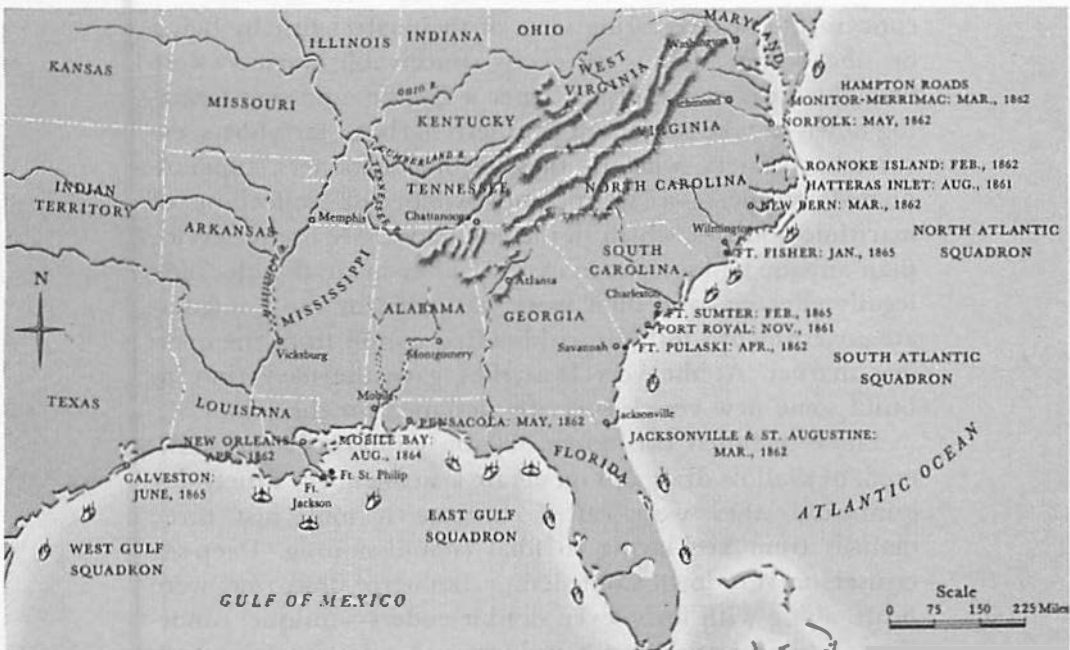 MARYLAND
KANSAS
ILLINOIS
INDIANA
OHIO
Washington
WEST
VIRGINIA
MISSOURI
OHIO R.
KENTUCKY
Richmond
VIRGINIA
HAMPTON ROADS
MONITOR-MERRIMAC: MAR., 1862
NORFOLK: MAY, 1862
CUMBERLAND R.
TENNESSEE
NORTH CAROLINA
ROANOKE ISLAND: FEB., 1862
HATTERAS INLET: AUG., 1861
NEW BERN: MAR., 1862
INDIAN
TERRITORY
ARKANSAS
Memphis
Chattanooga
Wilmington
FT. FISHER: JAN., 1865
NORTH ATLANTIC
SQUADRON
SOUTH
CAROLINA
N
MISSISSIPPI
ALABAMA
Atlanta
GEORGIA
Charleston
FT. SUMTER: FEB., 1865
PORT ROYAL: NOV., 1861
Savannah
FT. PULASKI: APR., 1862
Vicksburg
Montgomery
SOUTH ATLANTIC
SQUADRON
TEXAS
LOUISIANA
Mobile
PENSACOLA: MAY, 1862
Jacksonville
JACKSONVILLE & ST. AUGUSTINE:
MAR., 1862
NEW ORLEANS:
APR., 1862
MOBILE BAY:
AUG., 1864
FLORIDA
GALVESTON:
JUNE, 1865
Ft. St. Philip
Ft.
Jackson
ATLANTIC OCEAN
WEST GULF
SQUADRON
EAST GULF
SQUADRON
GULF OF MEXICO
Scale
0 75 150 225 Miles